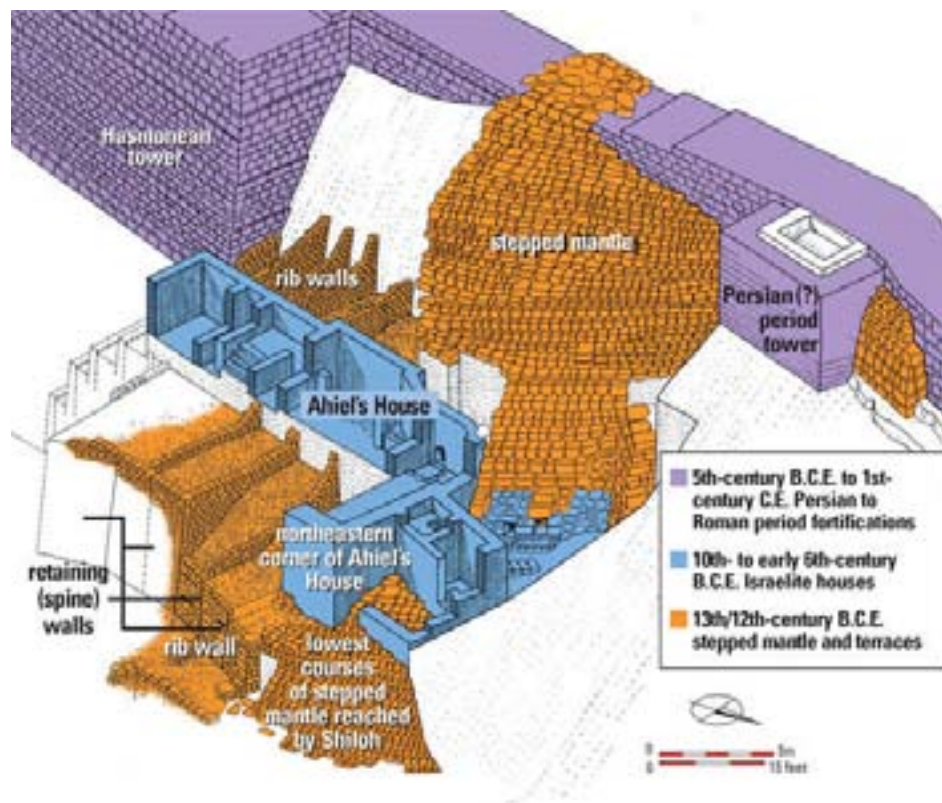 Hasmonean
tower
stepped mantle
rib walls
Persian(?)
period
tower
Ahiel's House
northeastern
corner of Ahiel's
House
retaining
(spine)
walls
rib wall
lowest
courses
of stepped
mantle reached
by Shiloh
5th-century B.C.E. to 1st-
century C.E. Persian to
Roman period fortifications
10th- to early 6th-century
B.C.E. Israelite houses
13th/12th-century B.C.E.
stepped mantle and terraces
0 5m
0 15 feet